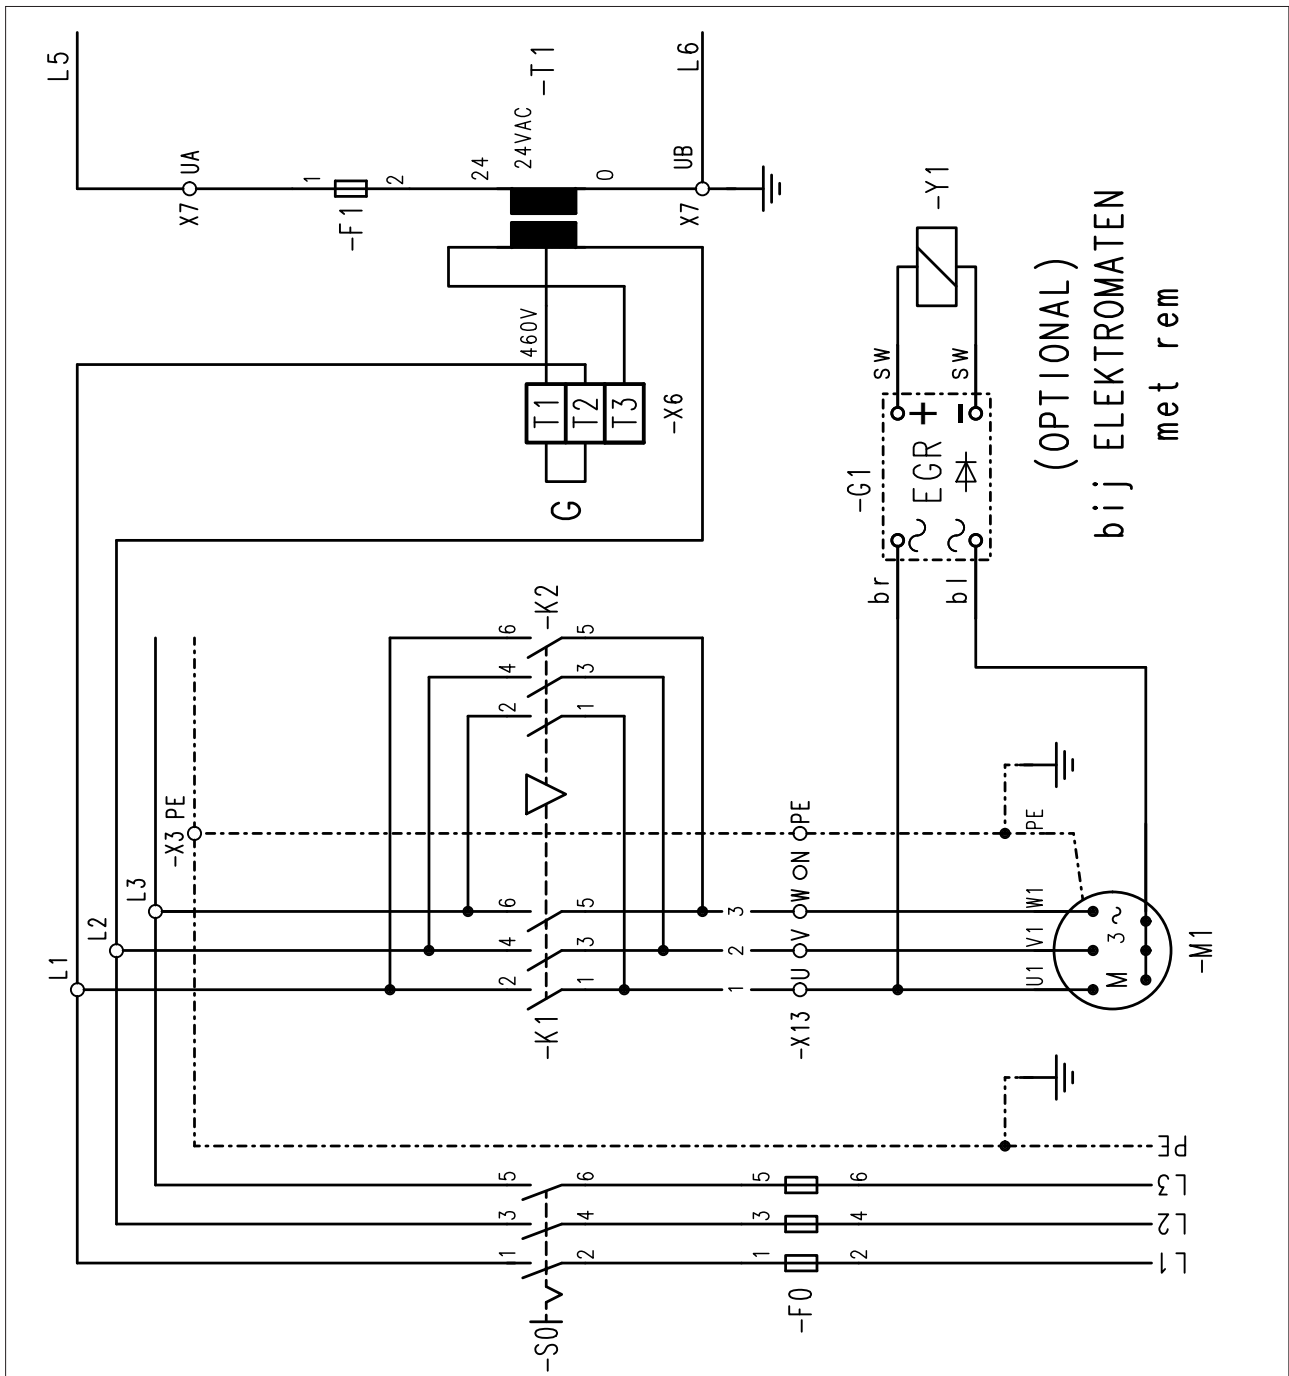 L1
L2
L3
PE
-F0
1 2
3 4
5 6
-S0
1 2
3 4
5 6
L1
L2
L3
-X3 PE
-K1
2 1
4 3
6 5
-K2
2 1
4 3
6 5
1
2
3
-X13
U
V
W
N
PE
U1
V1
W1
PE
M
3 ~
-M1
br
bl
-G1
~
~
EGR
+
-
sw
sw
-Y1
(OPTIONAL)
bij ELEKTROMATEN
met rem
G
T1
T2
T3
-X6
460V
L5
X7 UA
1
-F1
2
24
24VAC
-T1
0
X7 UB
L6